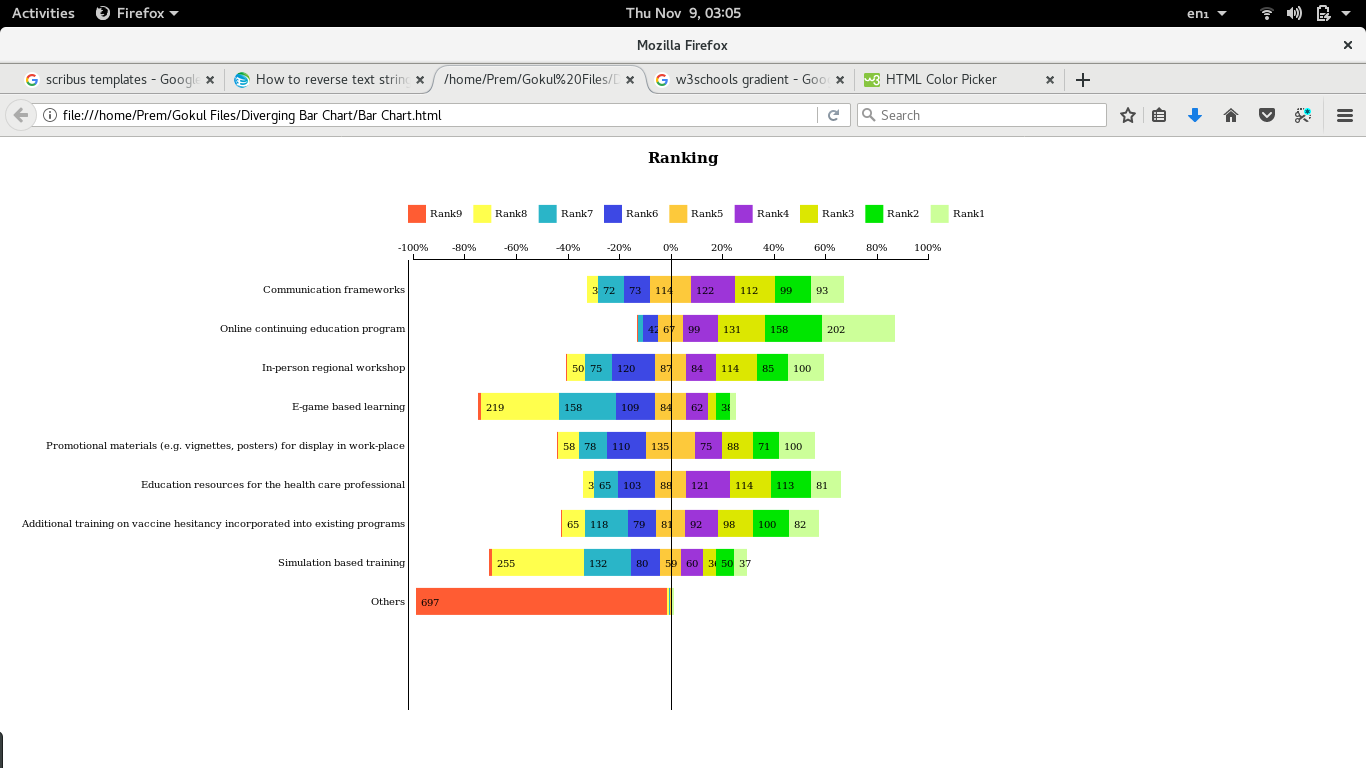 Activities Firefox Thu Nov 9, 03:05 en₁
Mozilla Firefox
scribus templates - Google How to reverse text string /home/Prem/Gokul%20Files/D w3schools gradient - Goo HTML Color Picker
file:///home/Prem/Gokul Files/Diverging Bar Chart/Bar Chart.html Search
Ranking
Rank9 Rank8 Rank7 Rank6 Rank5 Rank4 Rank3 Rank2 Rank1
-100% -80% -60% -40% -20% 0% 20% 40% 60% 80% 100%
Communication frameworks 3 72 73 114 122 112 99 93
Online continuing education program 42 67 99 131 158 202
In-person regional workshop 50 75 120 87 84 114 85 100
E-game based learning 219 158 109 84 62 38
Promotional materials (e.g. vignettes, posters) for display in work-place 58 78 110 135 75 88 71 100
Education resources for the health care professional 3 65 103 88 121 114 113 81
Additional training on vaccine hesitancy incorporated into existing programs 65 118 79 81 92 98 100 82
Simulation based training 255 132 80 59 60 36 50 37
Others 697